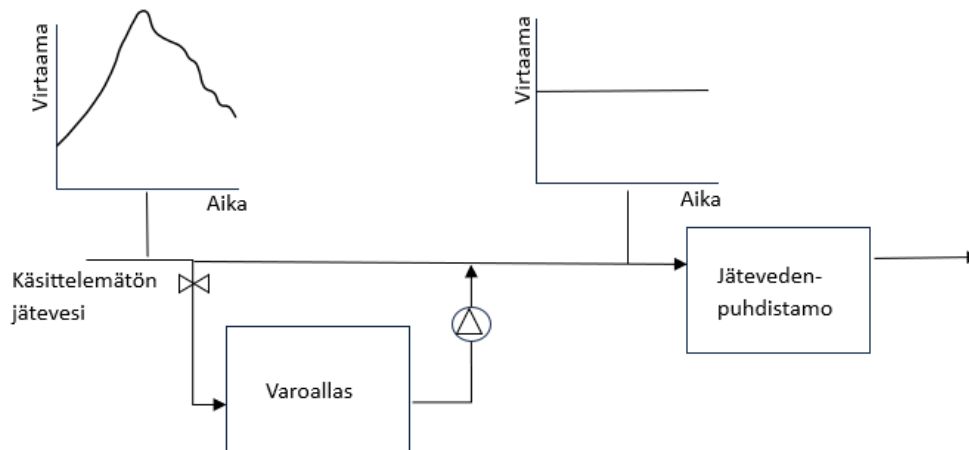 Virtaama
Aika
Virtaama
Aika
Käsittelemätön
jätevesi
Varoallas
Jäteveden-
puhdistamo